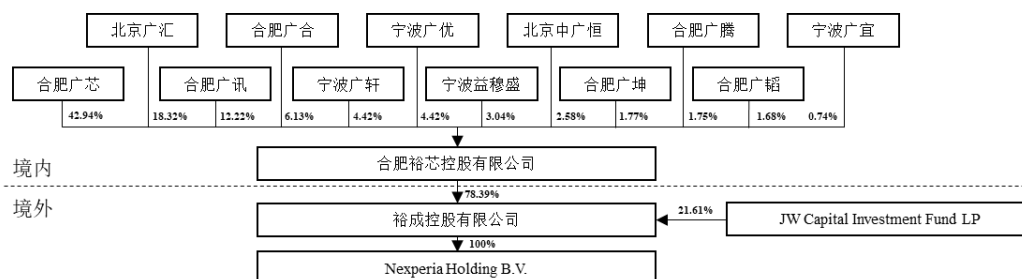 北京广汇 合肥广合 宁波广优 北京中广恒 合肥广腾 宁波广宜
合肥广芯 合肥广讯 宁波广轩 宁波益穆盛 合肥广坤 合肥广韬
42.94% 18.32% 12.22% 6.13% 4.42% 4.42% 3.04% 2.58% 1.77% 1.75% 1.68% 0.74%
合肥裕芯控股有限公司
境内
78.39%
境外
裕成控股有限公司 21.61% JW Capital Investment Fund LP
100%
Nexperia Holding B.V.